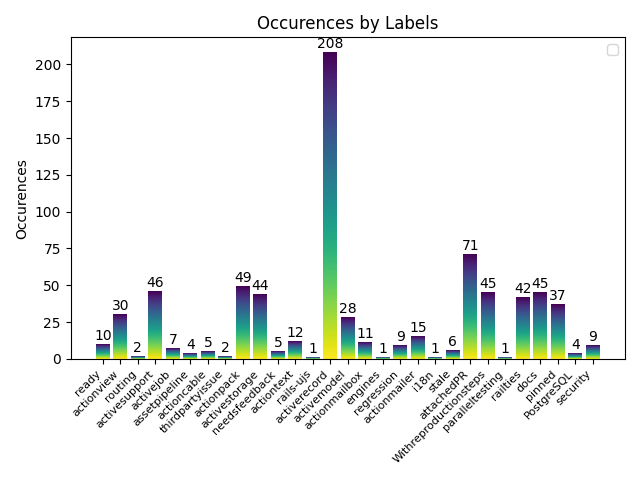 Occurences by Labels
Occurences
200
175
150
125
100
75
50
25
0
10
30
2
46
7
4
5
2
49
44
5
12
1
208
28
11
1
9
15
1
6
71
45
1
42
45
37
4
9
ready
actionview
routing
activesupport
activejob
assetpipeline
actioncable
thirdpartyissue
actionpack
activestorage
needsfeedback
actiontext
rails-ujs
activerecord
activemodel
actionmailbox
engines
regression
actionmailer
i18n
stale
attachedPR
Withreproductionsteps
paralleltesting
railties
docs
pinned
PostgreSQL
security